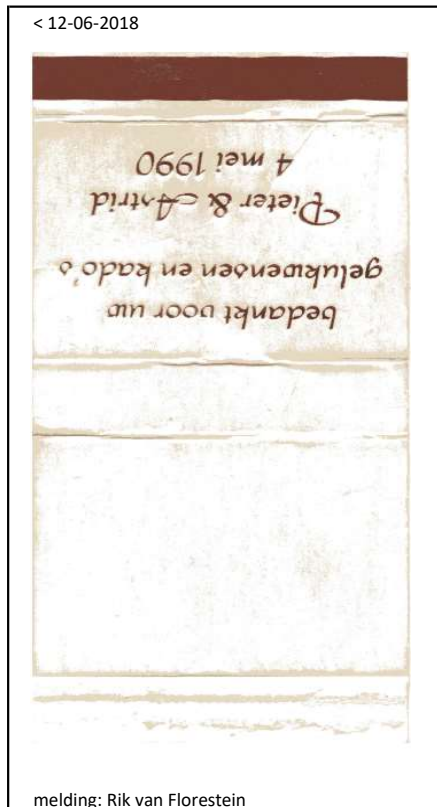 < 12-06-2018
bedankt voor uw
gelukwensen en kado's
Pieter & Astrid
4 mei 1990
melding: Rik van Florestein